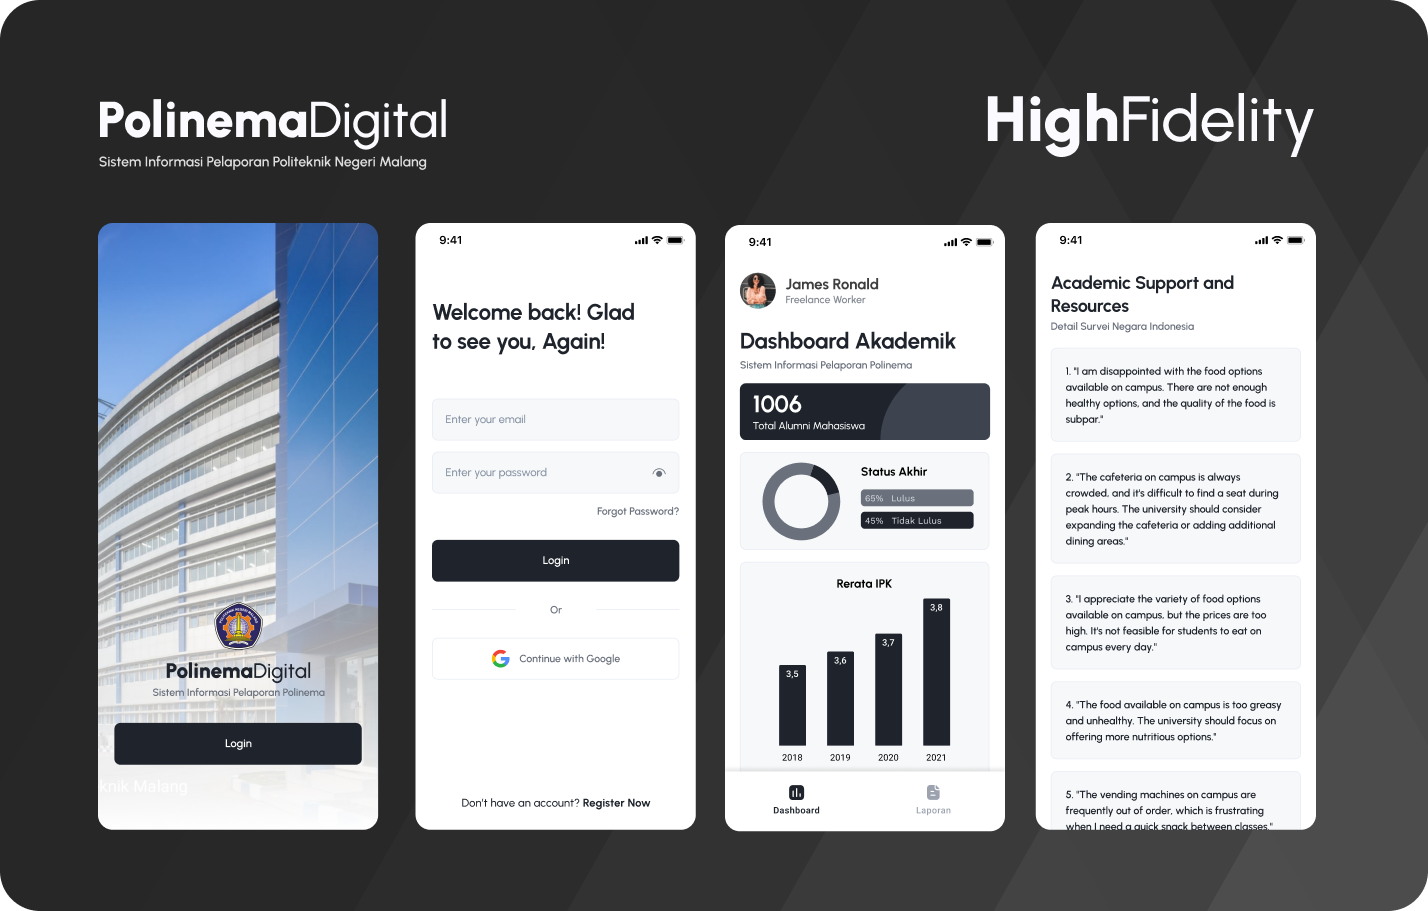 PolinemaDigital
Sistem Informasi Pelaporan Politeknik Negeri Malang
HighFidelity
PolinemaDigital
Sistem Informasi Pelaporan Polinema
Login
knik Malang
9:41
Welcome back! Glad
to see you, Again!
Enter your email
Enter your password
Forgot Password?
Login
Or
Continue with Google
Don't have an account? Register Now
9:41
James Ronald
Freelance Worker
Dashboard Akademik
Sistem Informasi Pelaporan Polinema
1006
Total Alumni Mahasiswa
Status Akhir
65% Lulus
45% Tidak Lulus
Rerata IPK
3,5
3,6
3,7
3,8
2018 2019 2020 2021
Dashboard
Laporan
9:41
Academic Support and
Resources
Detail Survei Negara Indonesia
1. "I am disappointed with the food options
available on campus. There are not enough
healthy options, and the quality of the food is
subpar."
2. "The cafeteria on campus is always
crowded, and it's difficult to find a seat during
peak hours. The university should consider
expanding the cafeteria or adding additional
dining areas."
3. "I appreciate the variety of food options
available on campus, but the prices are too
high. It's not feasible for students to eat on
campus every day."
4. "The food available on campus is too greasy
and unhealthy. The university should focus on
offering more nutritious options."
5. "The vending machines on campus are
frequently out of order, which is frustrating
when I need a quick snack between classes."